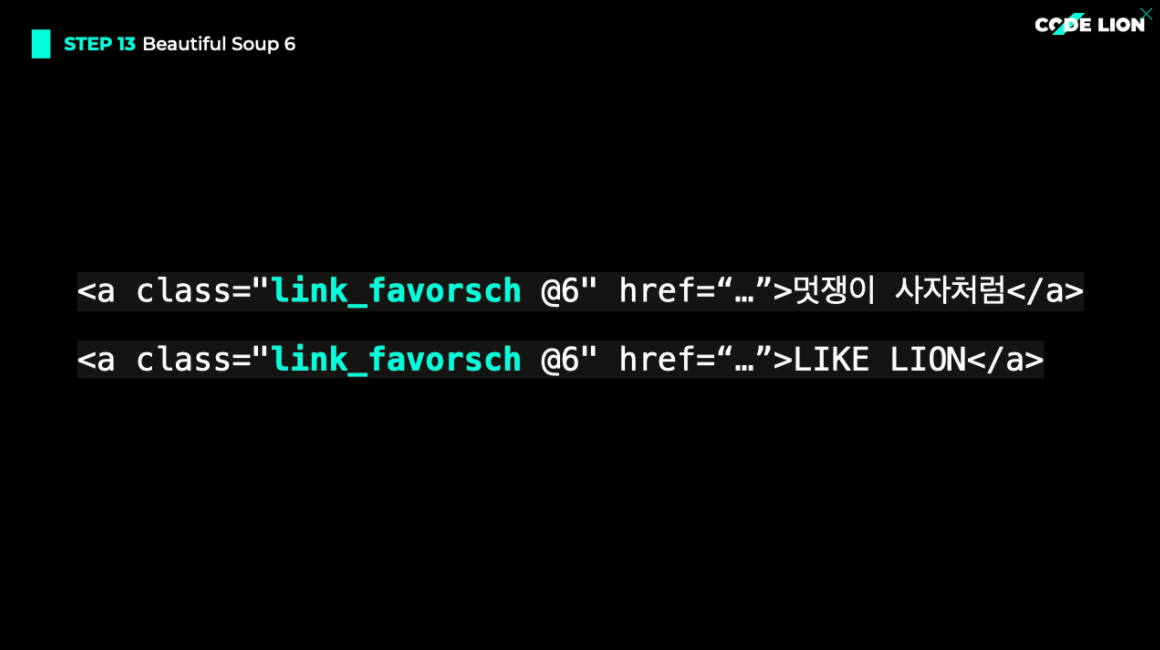 STEP 13 Beautiful Soup 6
CODE LION
<a class="link_favorsch @6" href=“…”>멋쟁이 사자처럼</a>
<a class="link_favorsch @6" href=“…”>LIKE LION</a>